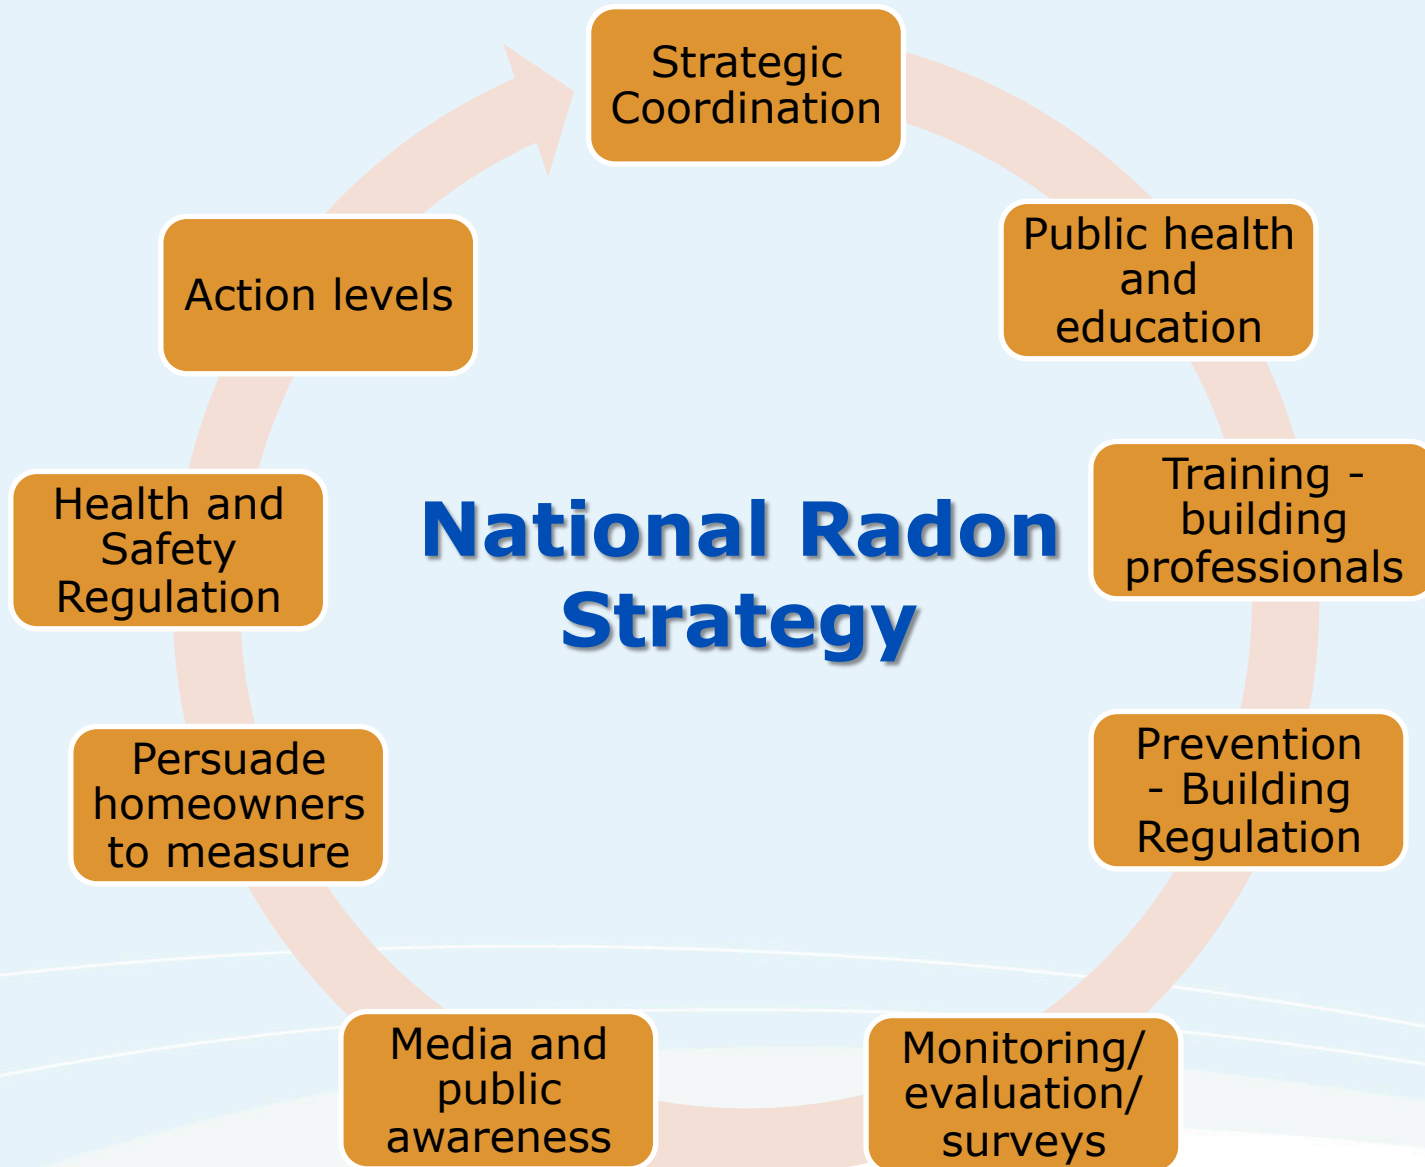 Strategic
Coordination
Public health
and
education
Training -
building
professionals
Prevention
- Building
Regulation
Monitoring/
evaluation/
surveys
Media and
public
awareness
Persuade
homeowners
to measure
Health and
Safety
Regulation
Action levels
National Radon
Strategy